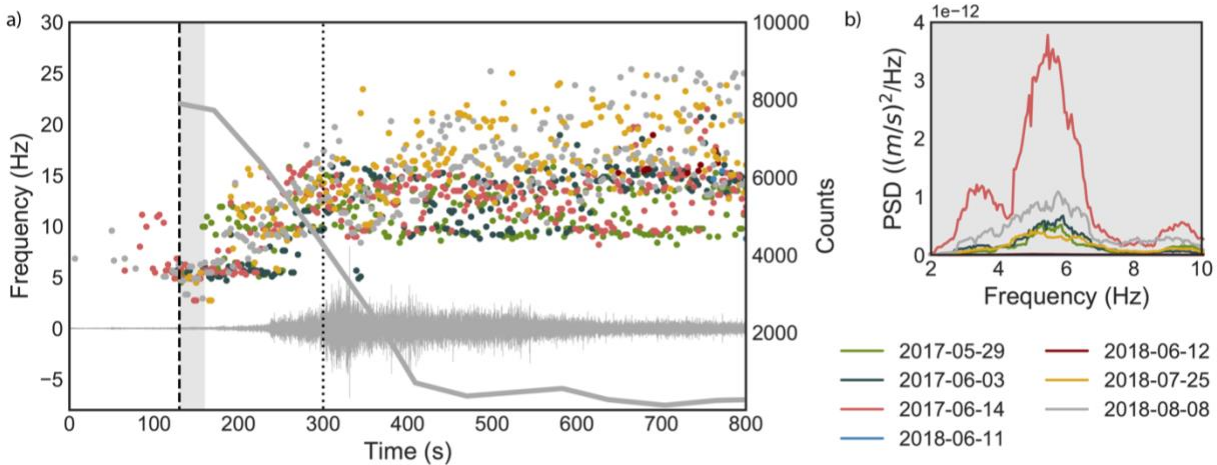 a)
30
25
20
15
10
5
0
−5
Frequency (Hz)
0 100 200 300 400 500 600 700 800
Time (s)
10000
8000
6000
4000
2000
0
Counts
b)
1e−12
4
3
2
1
0
PSD ((m/s)²/Hz)
2 4 6 8 10
Frequency (Hz)
2017-05-29
2017-06-03
2017-06-14
2018-06-11
2018-06-12
2018-07-25
2018-08-08